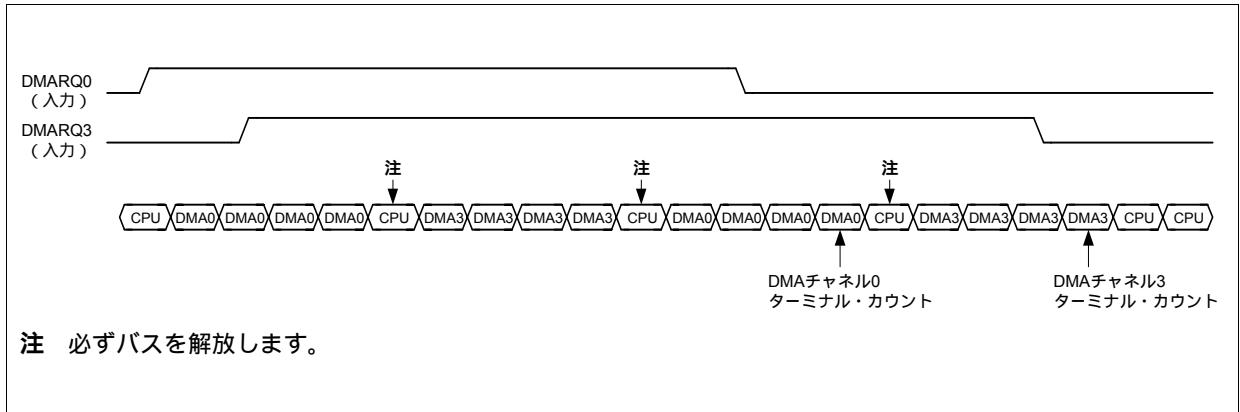 DMARQ0
（入力）
DMARQ3
（入力）
注 注 注
CPU DMA0 DMA0 DMA0 DMA0 CPU DMA3 DMA3 DMA3 DMA3 CPU DMA0 DMA0 DMA0 DMA0 CPU DMA3 DMA3 DMA3 DMA3 CPU CPU
DMAチャネル0
ターミナル・カウント
DMAチャネル3
ターミナル・カウント
注　必ずバスを解放します。